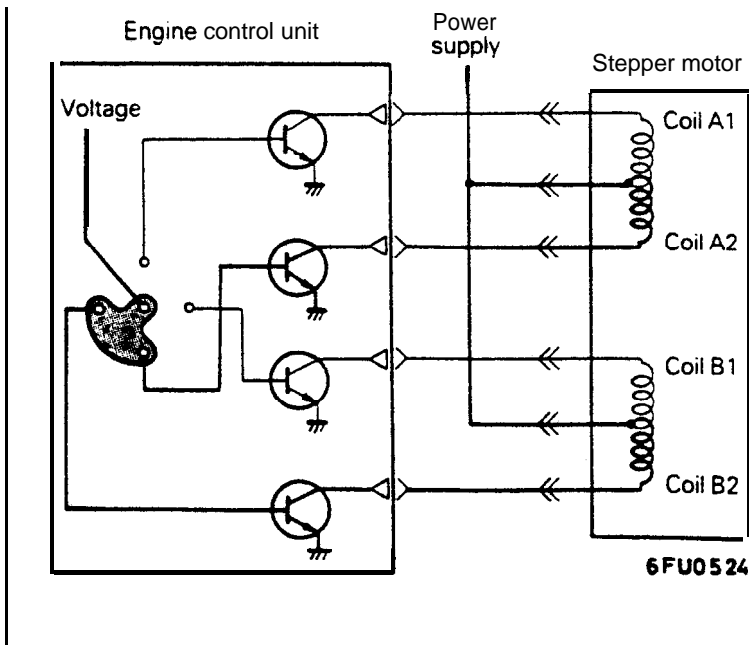 Engine control unit
Power
supply
Stepper motor
Voltage
Coil A1
Coil A2
Coil B1
Coil B2
6FU0524